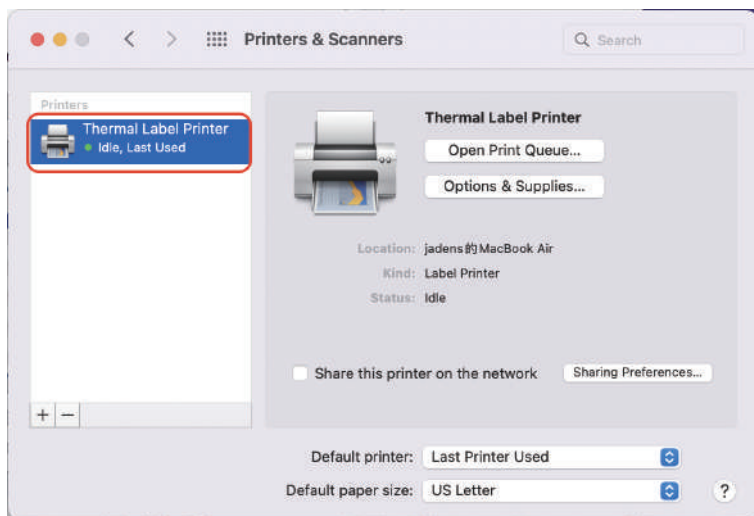 Printers & Scanners
Search
Printers
Thermal Label Printer
Idle, Last Used
Thermal Label Printer
Open Print Queue...
Options & Supplies...
Location: jadens的MacBook Air
Kind: Label Printer
Status: Idle
Share this printer on the network
Sharing Preferences...
+ −
Default printer: Last Printer Used
Default paper size: US Letter
?